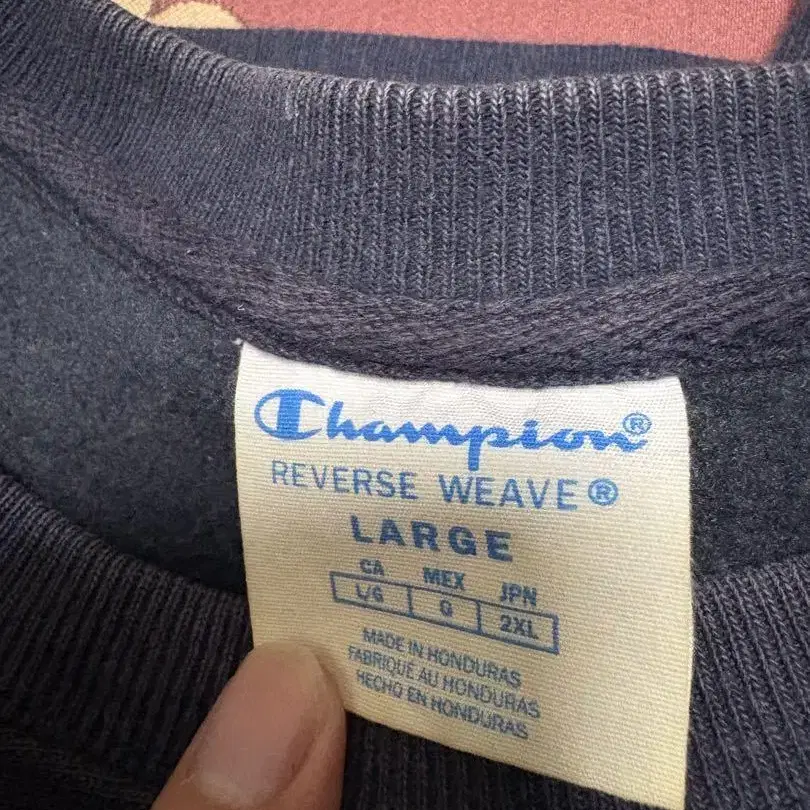 Champion®
REVERSE WEAVE®
LARGE
CA MEX JPN
L/G G 2XL
MADE IN HONDURAS
FABRIQUÉ AU HONDURAS
HECHO EN HONDURAS